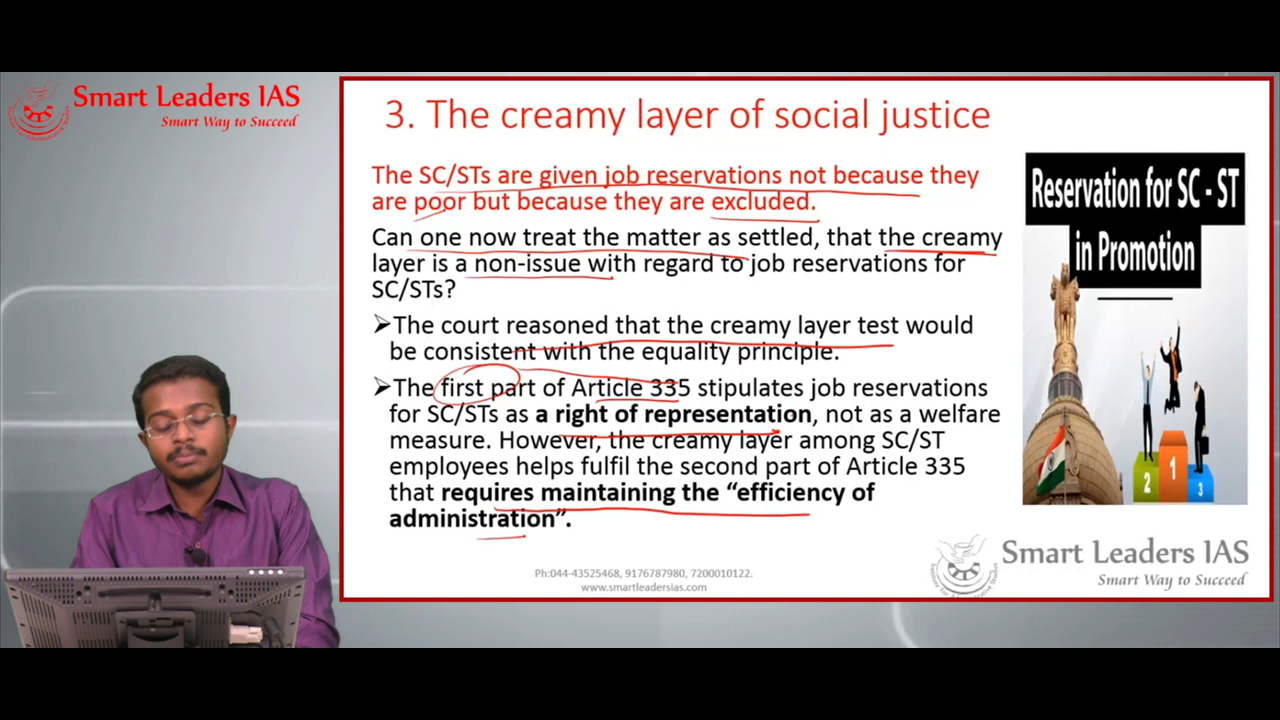 Smart Leaders IAS
Smart Way to Succeed
3. The creamy layer of social justice
The SC/STs are given job reservations not because they
are poor but because they are excluded.
Can one now treat the matter as settled, that the creamy
layer is a non-issue with regard to job reservations for
SC/STs?
➢The court reasoned that the creamy layer test would
be consistent with the equality principle.
➢The first part of Article 335 stipulates job reservations
for SC/STs as a right of representation, not as a welfare
measure. However, the creamy layer among SC/ST
employees helps fulfil the second part of Article 335
that requires maintaining the “efficiency of
administration”.
Reservation for SC - ST
in Promotion
2 1 3
Smart Leaders IAS
Smart Way to Succeed
Ph:044-43525468, 9176787980, 7200010122.
www.smartleadersias.com